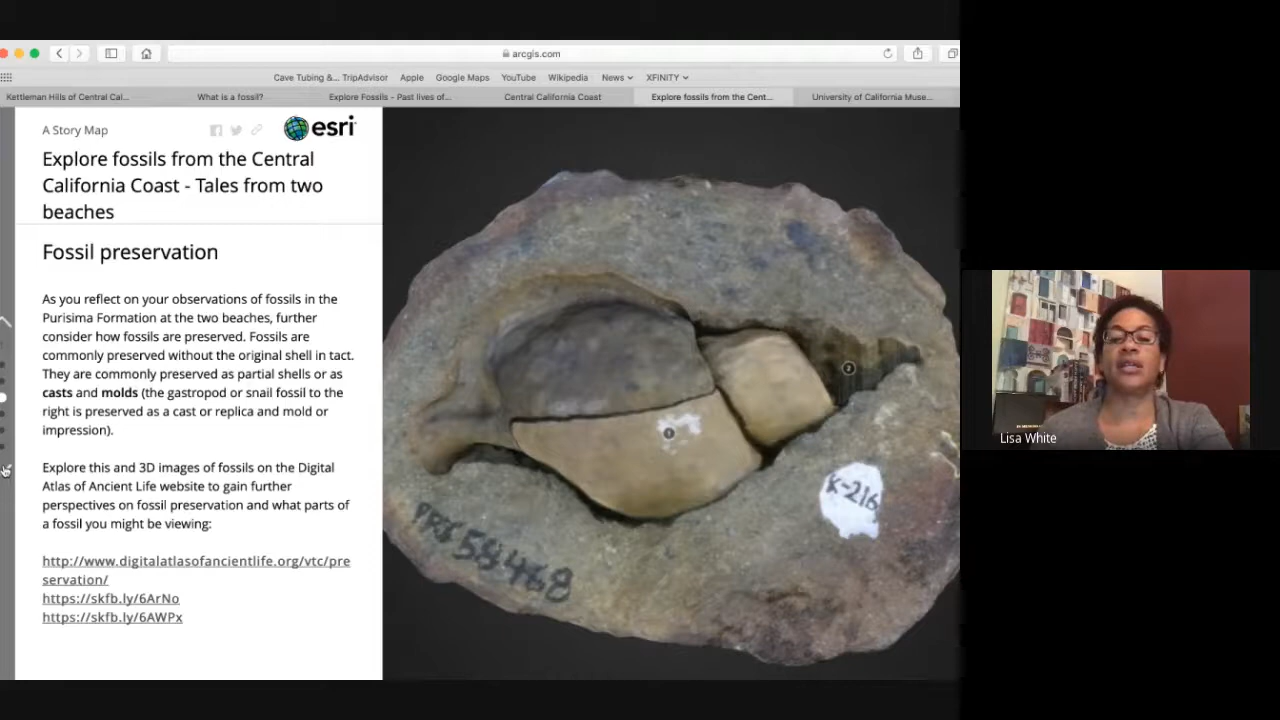 arcgis.com
Cave Tubing &... TripAdvisor Apple Google Maps YouTube Wikipedia News XFINITY
Kettleman Hills of Central Cal... What is a fossil? Explore Fossils - Past lives of... Central California Coast Explore fossils from the Cent... University of California Muse...
A Story Map
esri
Explore fossils from the Central
California Coast - Tales from two
beaches
Fossil preservation
As you reflect on your observations of fossils in the
Purisima Formation at the two beaches, further
consider how fossils are preserved. Fossils are
commonly preserved without the original shell in tact.
They are commonly preserved as partial shells or as
casts and molds (the gastropod or snail fossil to the
right is preserved as a cast or replica and mold or
impression).
Explore this and 3D images of fossils on the Digital
Atlas of Ancient Life website to gain further
perspectives on fossil preservation and what parts of
a fossil you might be viewing:
http://www.digitalatlasofancientlife.org/vtc/pre
servation/
https://skfb.ly/6ArNo
https://skfb.ly/6AWPx
2
1
K-216
PRI 58468
Lisa White